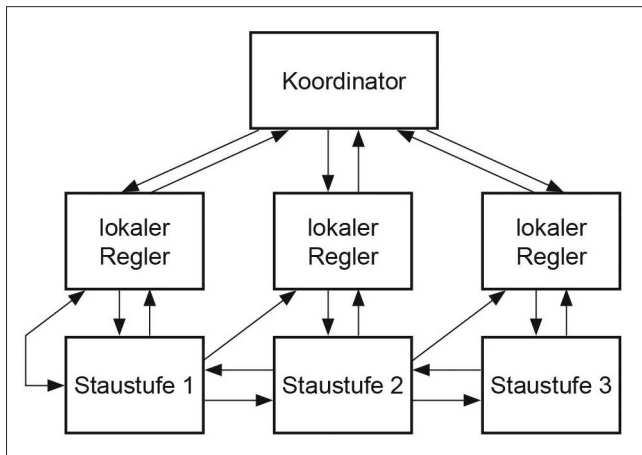 Koordinator
lokaler
Regler
lokaler
Regler
lokaler
Regler
Staustufe 1
Staustufe 2
Staustufe 3